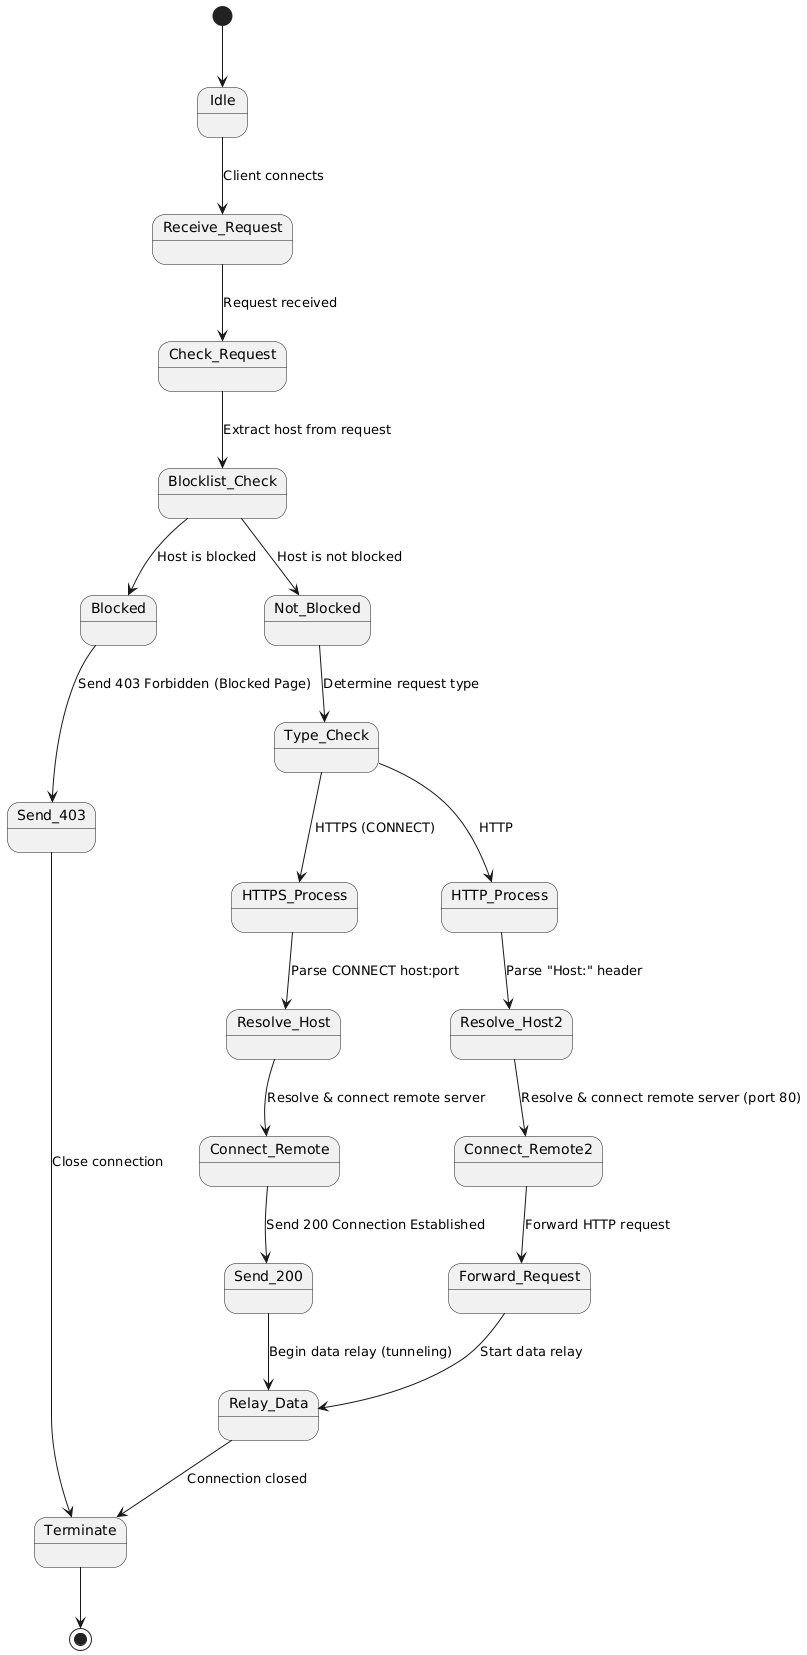 Idle
Client connects
Receive_Request
Request received
Check_Request
Extract host from request
Blocklist_Check
Host is blocked
Host is not blocked
Blocked
Not_Blocked
Send 403 Forbidden (Blocked Page)
Determine request type
Type_Check
Send_403
HTTPS (CONNECT)
HTTP
HTTPS_Process
HTTP_Process
Parse CONNECT host:port
Parse "Host:" header
Resolve_Host
Resolve_Host2
Resolve & connect remote server
Resolve & connect remote server (port 80)
Connect_Remote
Connect_Remote2
Close connection
Send 200 Connection Established
Forward HTTP request
Send_200
Forward_Request
Begin data relay (tunneling)
Start data relay
Relay_Data
Connection closed
Terminate